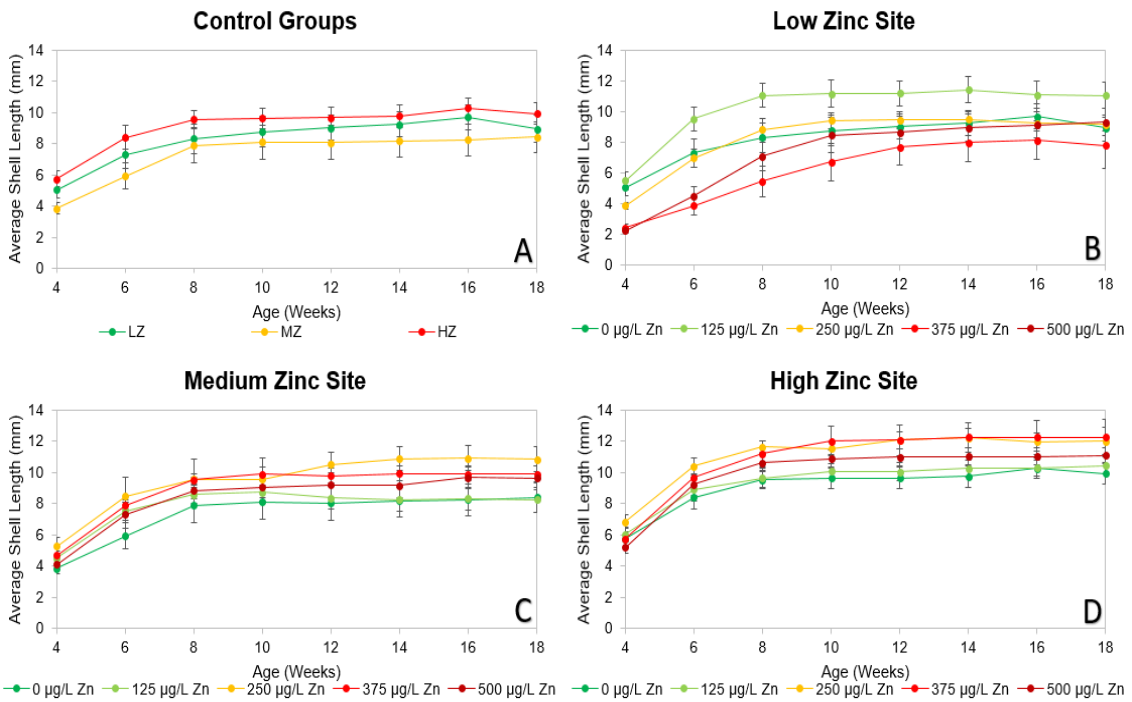 Control Groups
Average Shell Length (mm)
14
12
10
8
6
4
2
0
4 6 8 10 12 14 16 18
Age (Weeks)
A
LZ MZ HZ
Low Zinc Site
Average Shell Length (mm)
14
12
10
8
6
4
2
0
4 6 8 10 12 14 16 18
Age (Weeks)
B
0 µg/L Zn 125 µg/L Zn 250 µg/L Zn 375 µg/L Zn 500 µg/L Zn
Medium Zinc Site
Average Shell Length (mm)
14
12
10
8
6
4
2
0
4 6 8 10 12 14 16 18
Age (Weeks)
C
0 µg/L Zn 125 µg/L Zn 250 µg/L Zn 375 µg/L Zn 500 µg/L Zn
High Zinc Site
Average Shell Length (mm)
14
12
10
8
6
4
2
0
4 6 8 10 12 14 16 18
Age (Weeks)
D
0 µg/L Zn 125 µg/L Zn 250 µg/L Zn 375 µg/L Zn 500 µg/L Zn